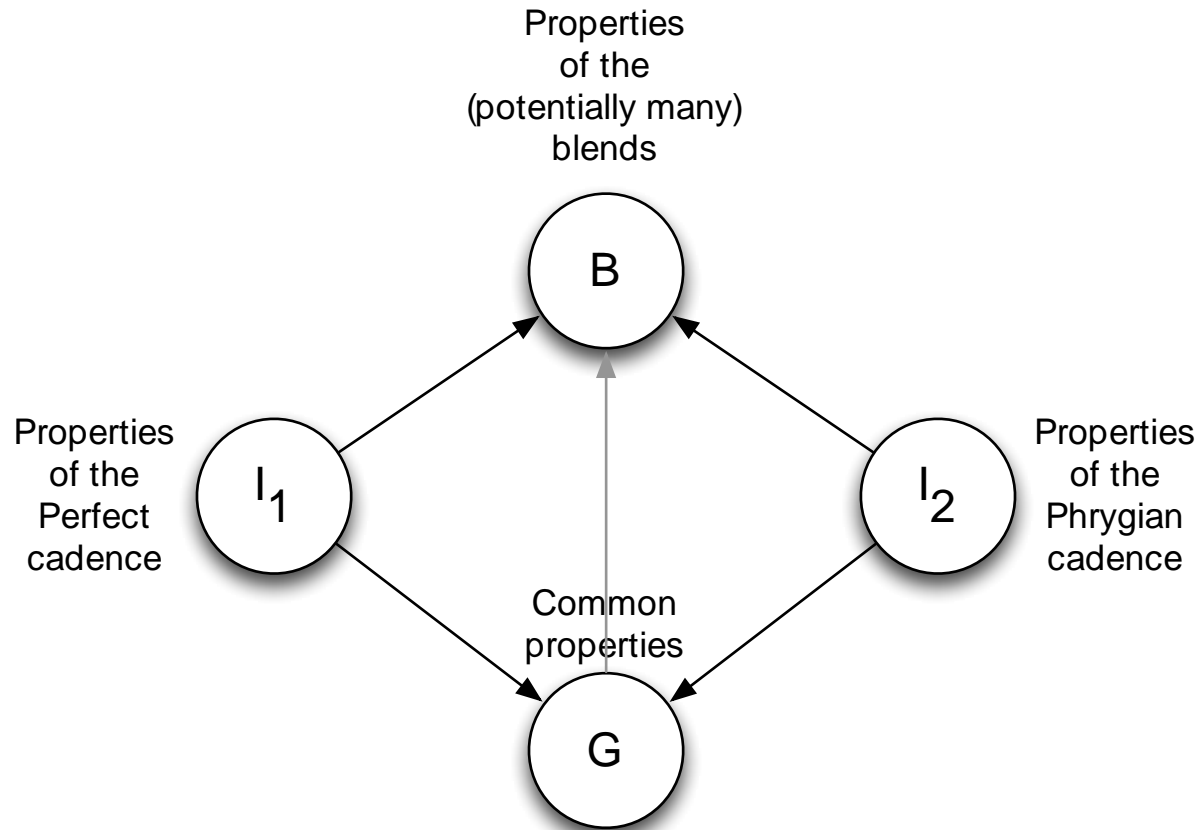 Properties
of the
(potentially many)
blends
B
Properties
of the
Perfect
cadence
I1
I2
Properties
of the
Phrygian
cadence
Common
properties
G